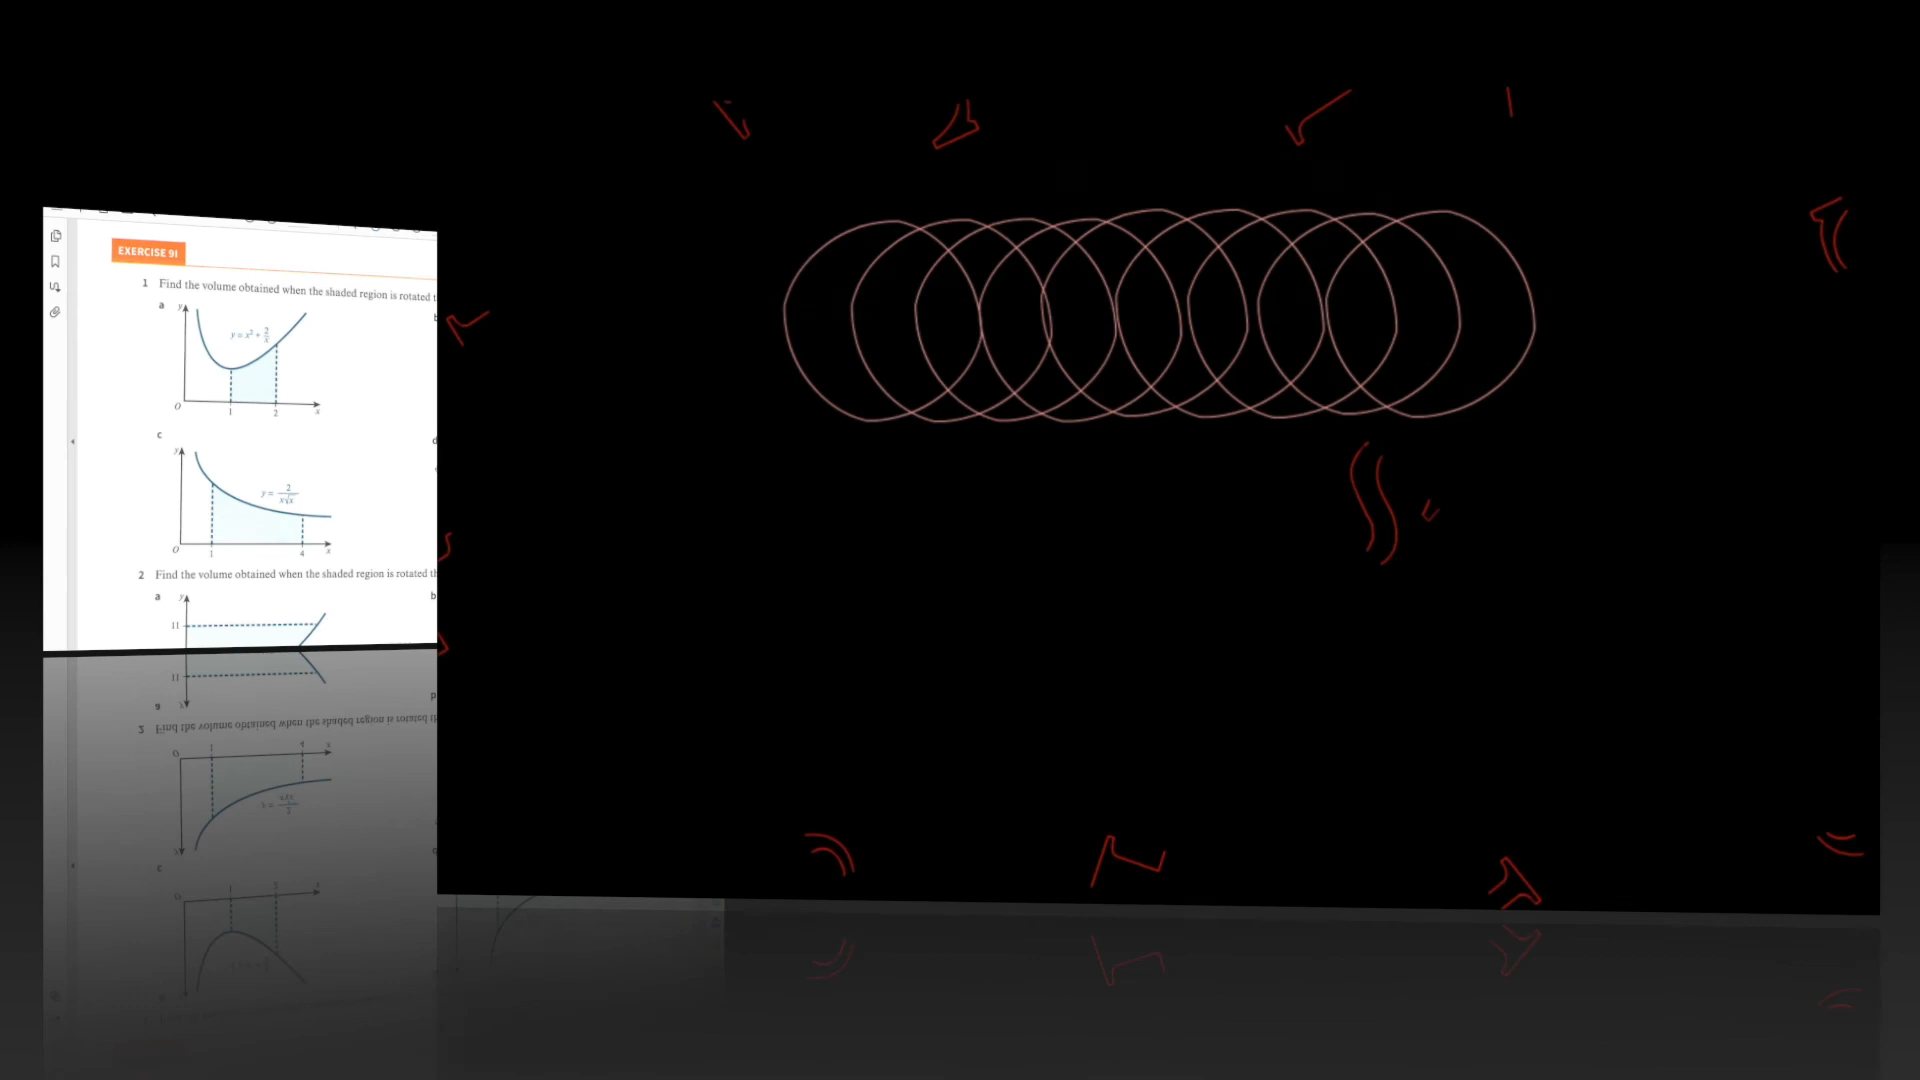 EXERCISE 9I
1 Find the volume obtained when the shaded region is rotated
a
y
y = x² + 2/x
O 1 2 x
c
y
y = 2/(x√x)
O 1 4 x
2 Find the volume obtained when the shaded region is rotated
a
y
b
11